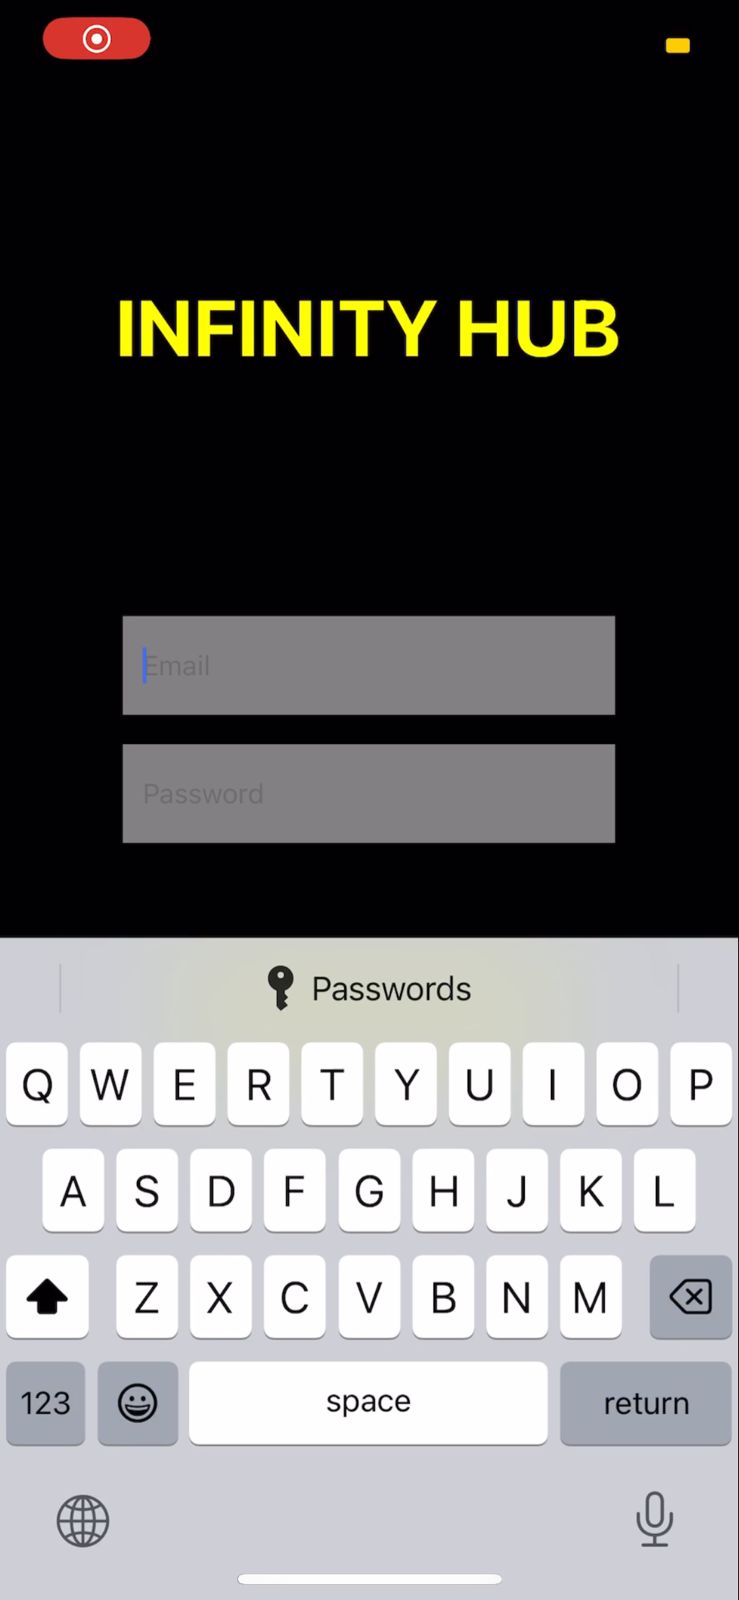 INFINITY HUB
Email
Password
Passwords
Q W E R T Y U I O P
A S D F G H J K L
Z X C V B N M
123 space return